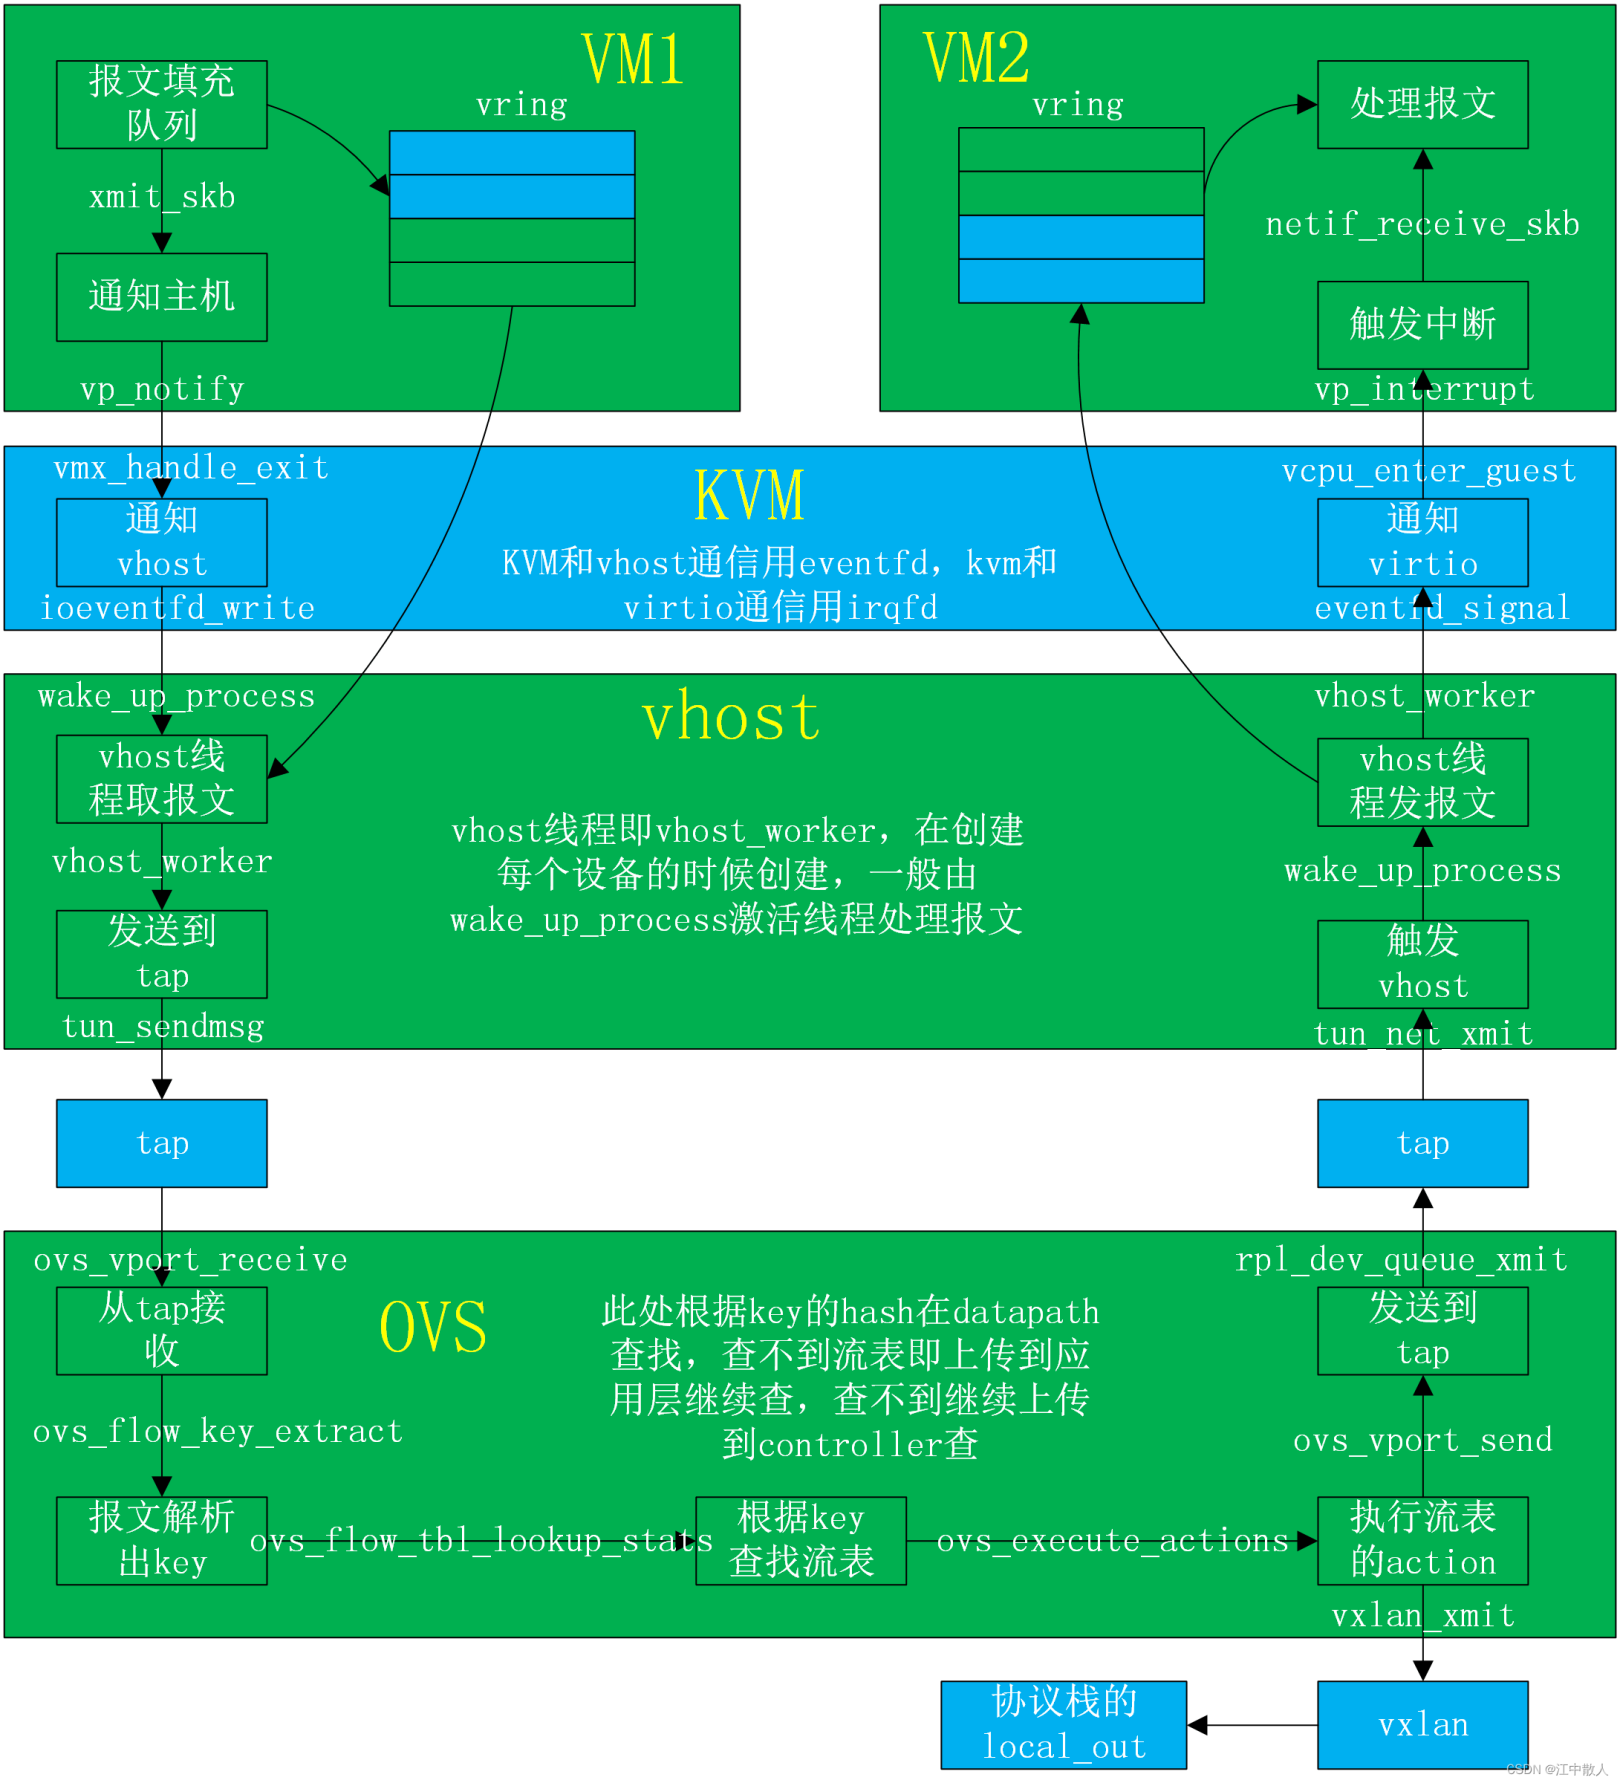 VM1
报文填充
队列
vring
xmit_skb
通知主机
vp_notify
VM2
vring
处理报文
netif_receive_skb
触发中断
vp_interrupt
vmx_handle_exit
通知
vhost
ioeventfd_write
KVM
KVM和vhost通信用eventfd，kvm和
virtio通信用irqfd
vcpu_enter_guest
通知
virtio
eventfd_signal
wake_up_process
vhost线
程取报文
vhost_worker
发送到
tap
tun_sendmsg
vhost
vhost线程即vhost_worker，在创建
每个设备的时候创建，一般由
wake_up_process激活线程处理报文
vhost_worker
vhost线
程发报文
wake_up_process
触发
vhost
tun_net_xmit
tap
tap
ovs_vport_receive
从tap接
收
ovs_flow_key_extract
报文解析
出key
OVS
此处根据key的hash在datapath
查找，查不到流表即上传到应
用层继续查，查不到继续上传
到controller查
ovs_flow_tbl_lookup_stats
根据key
查找流表
ovs_execute_actions
rpl_dev_queue_xmit
发送到
tap
ovs_vport_send
执行流表
的action
vxlan_xmit
协议栈的
local_out
vxlan
CSDN @江中散人